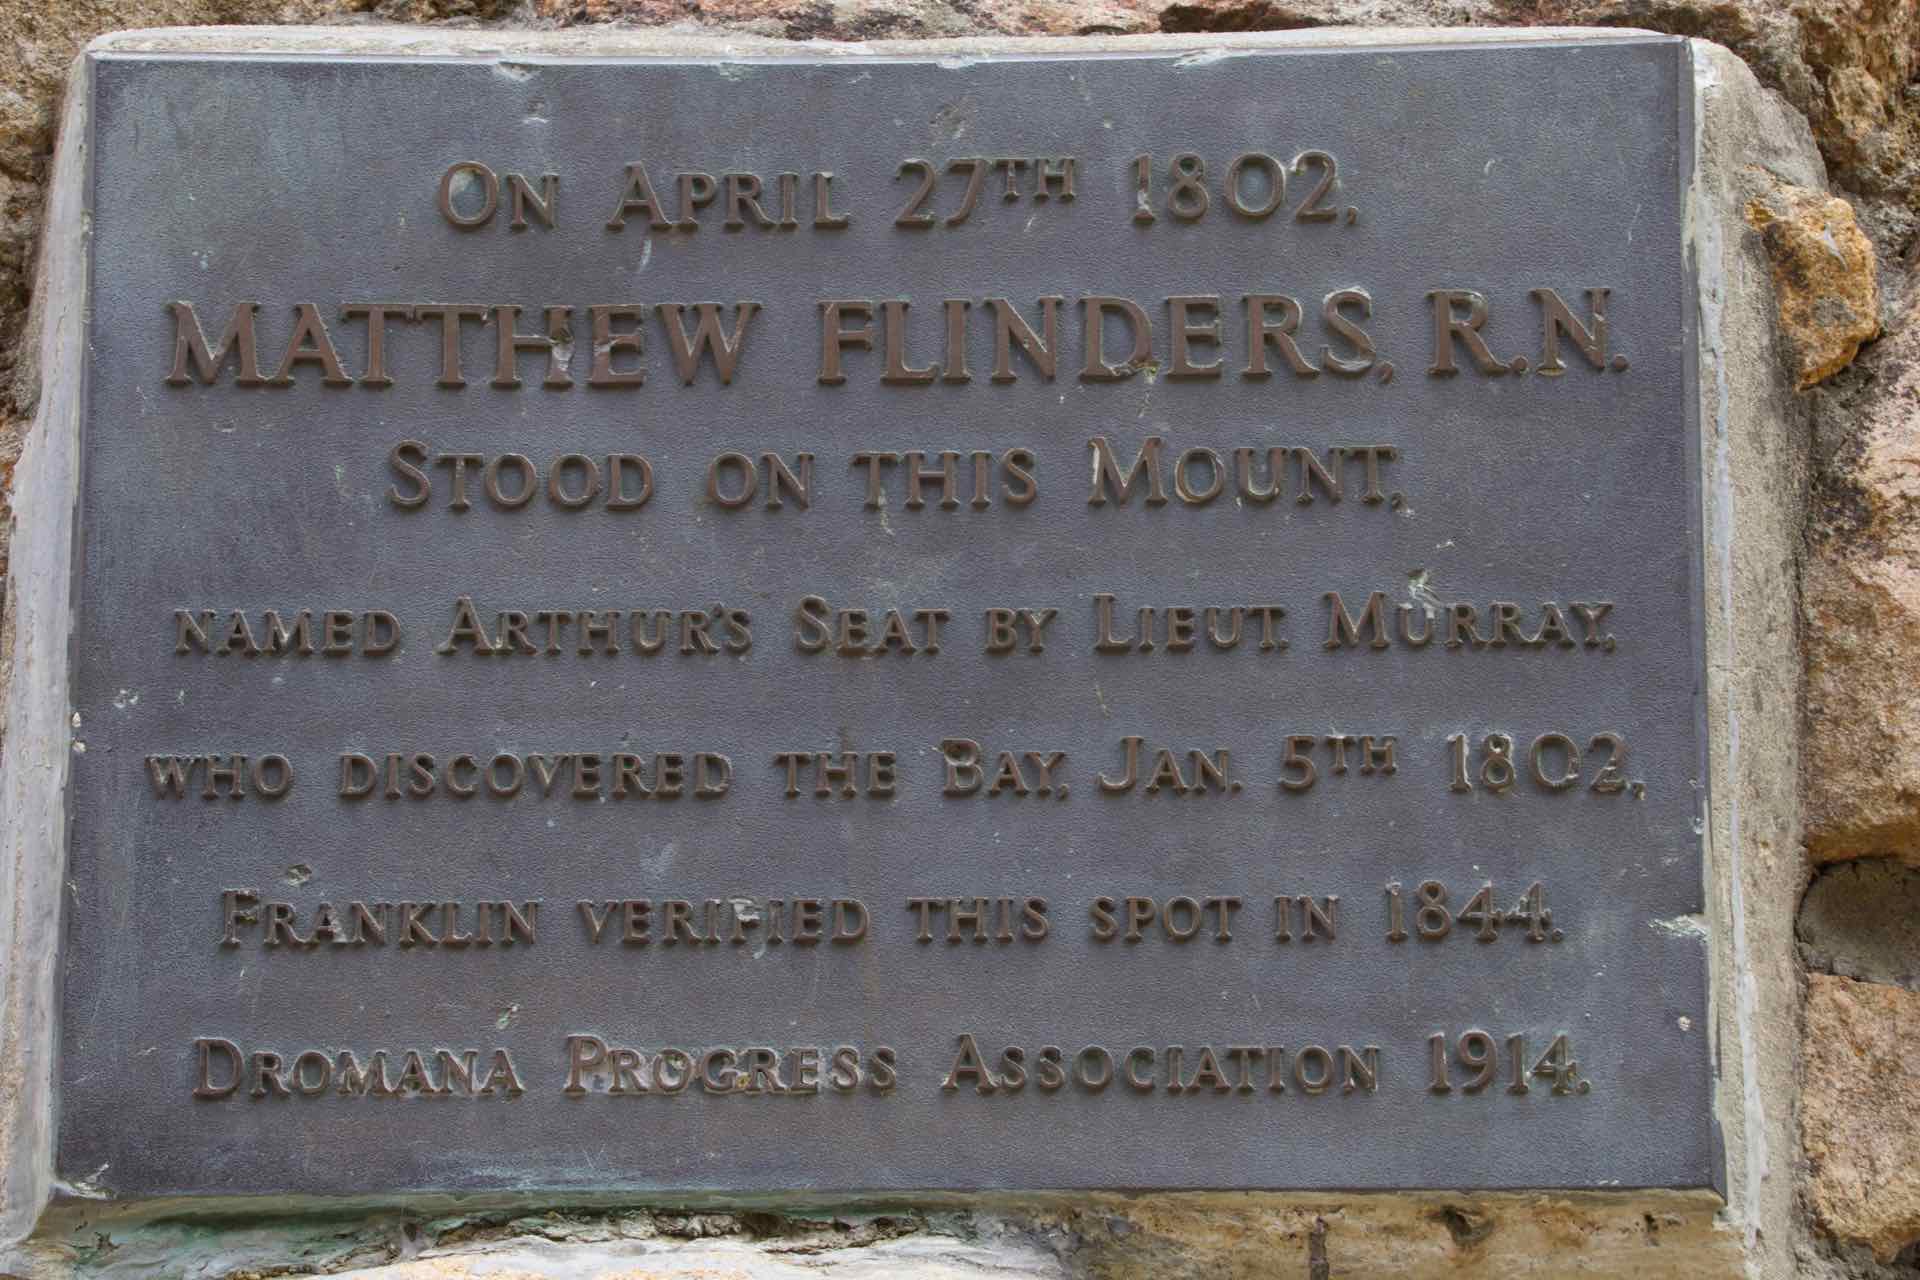 On April 27th 1802,
MATTHEW FLINDERS, R.N.
Stood on this Mount,
named Arthur's Seat by Lieut. Murray,
who discovered the Bay, Jan. 5th 1802,
Franklin verified this spot in 1844.
Dromana Progress Association 1914.